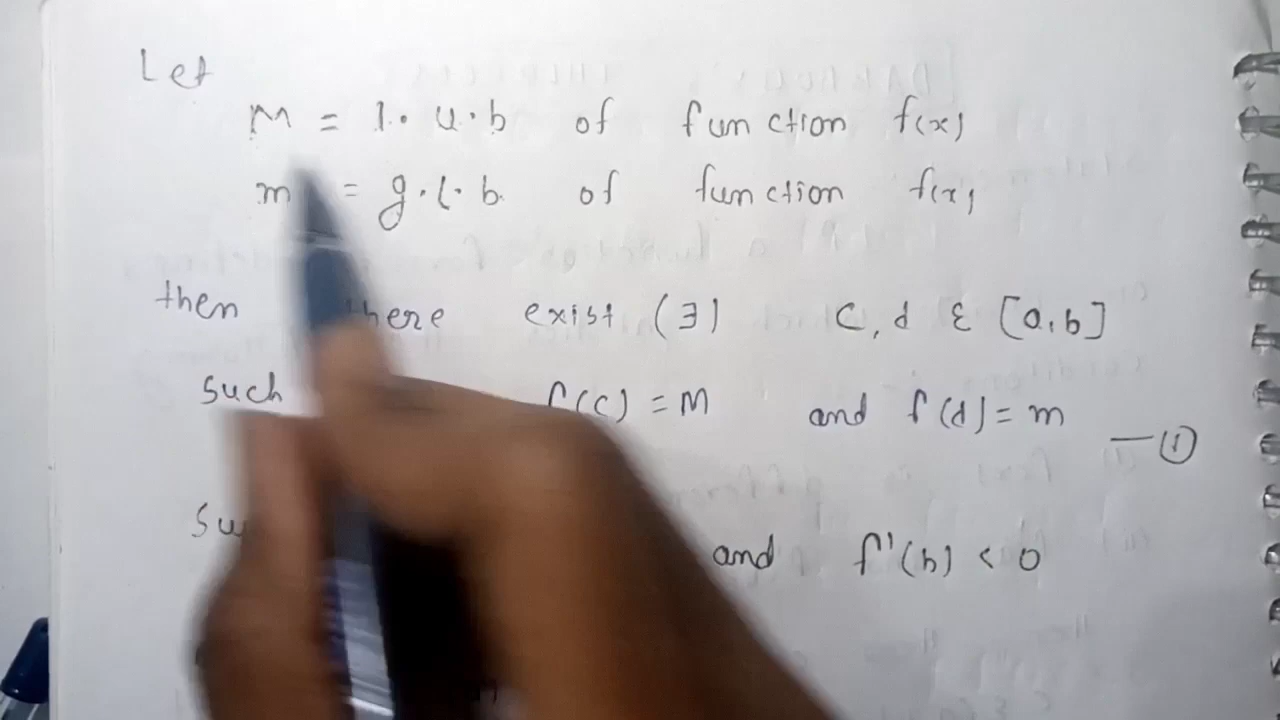 Let
M = l.u.b of function f(x)
m = g.l.b of function f(x)
then there exist (∃) c, d ε [a,b]
such f(c) = M and f(d) = m —①
and f'(b) < 0